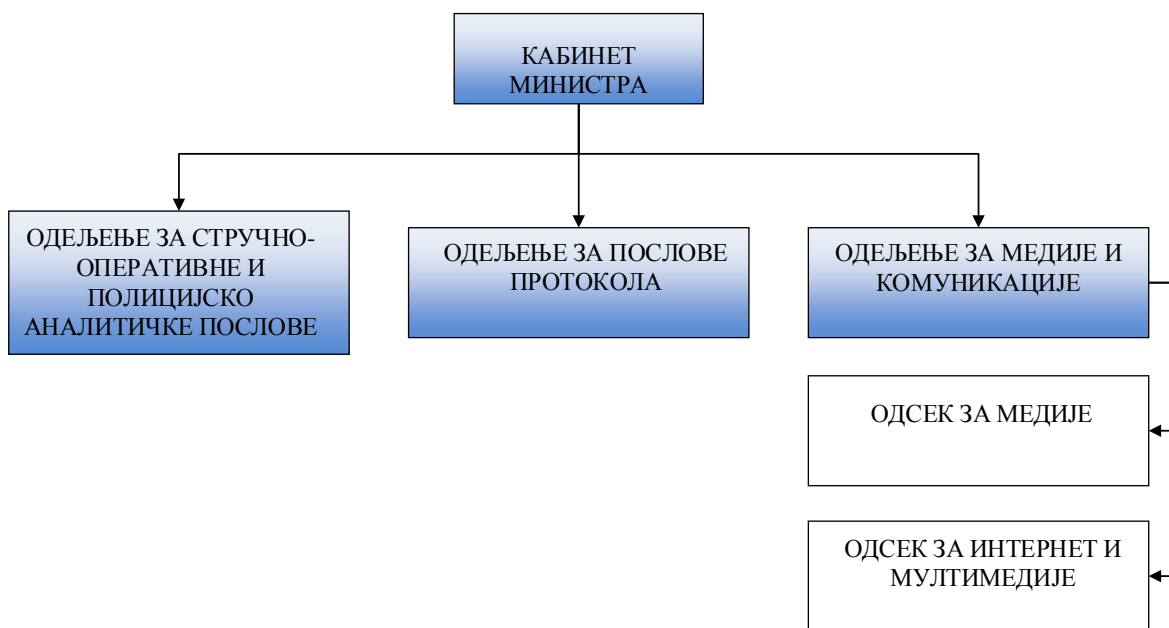 КАБИНЕТ
МИНИСТРА
ОДЕЉЕЊЕ ЗА СТРУЧНО-
ОПЕРАТИВНЕ И
ПОЛИЦИЈСКО
АНАЛИТИЧКЕ ПОСЛОВЕ
ОДЕЉЕЊЕ ЗА ПОСЛОВЕ
ПРОТОКОЛА
ОДЕЉЕЊЕ ЗА МЕДИЈЕ И
КОМУНИКАЦИЈЕ
ОДСЕК ЗА МЕДИЈЕ
ОДСЕК ЗА ИНТЕРНЕТ И
МУЛТИМЕДИЈЕ